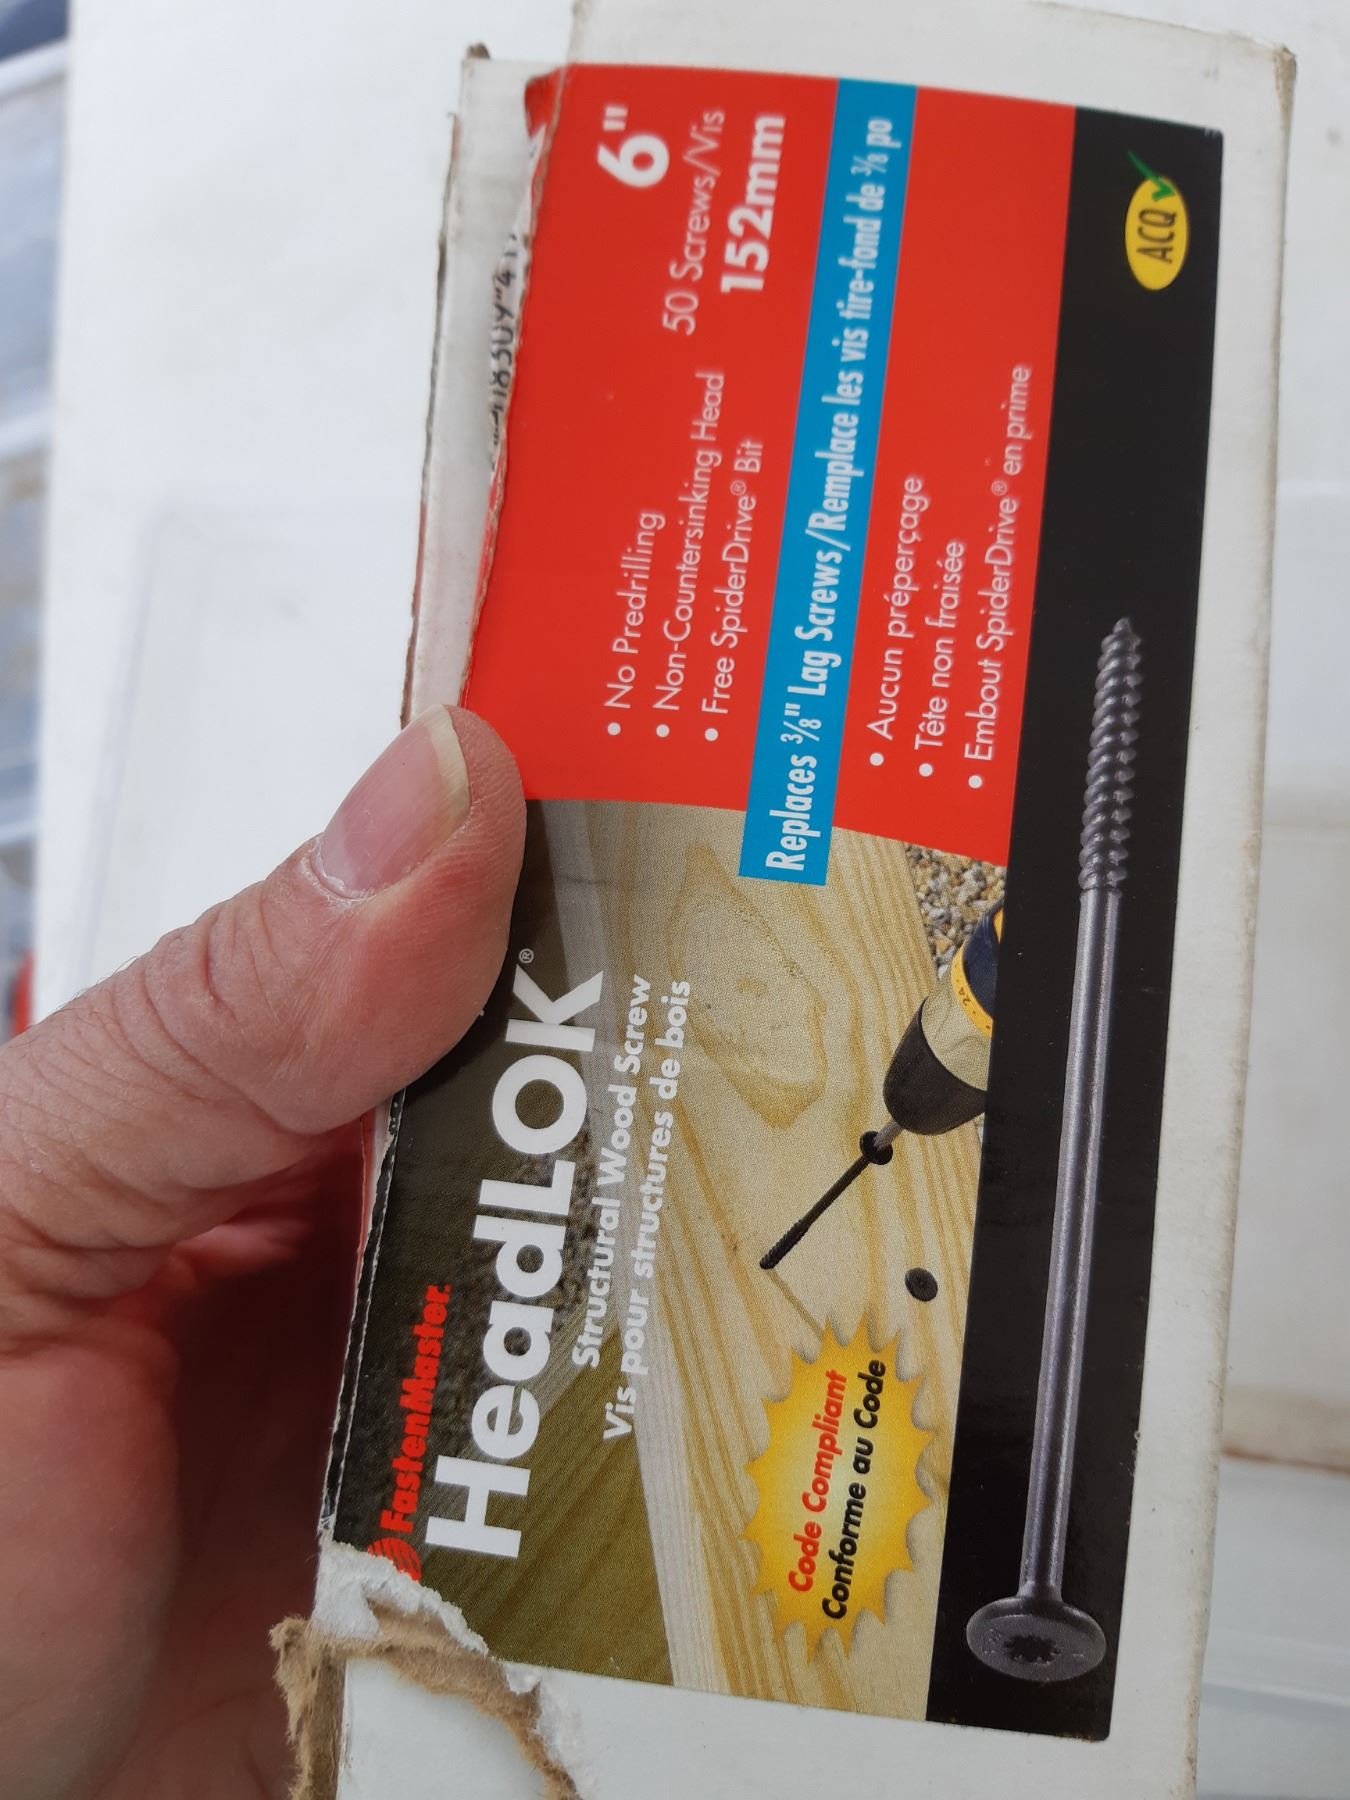 FastenMaster.
HeadLOK®
Structural Wood Screw
Vis pour structures de bois
Code Compliant
Conforme au Code
6"
50 Screws/Vis
152mm
• No Predrilling
• Non-Countersinking Head
• Free SpiderDrive® Bit
Replaces ⅜" Lag Screws/Remplace les vis tire-fond de ⅜ po
• Aucun préperçage
• Tête non fraisée
• Embout SpiderDrive® en prime
ACQ
24